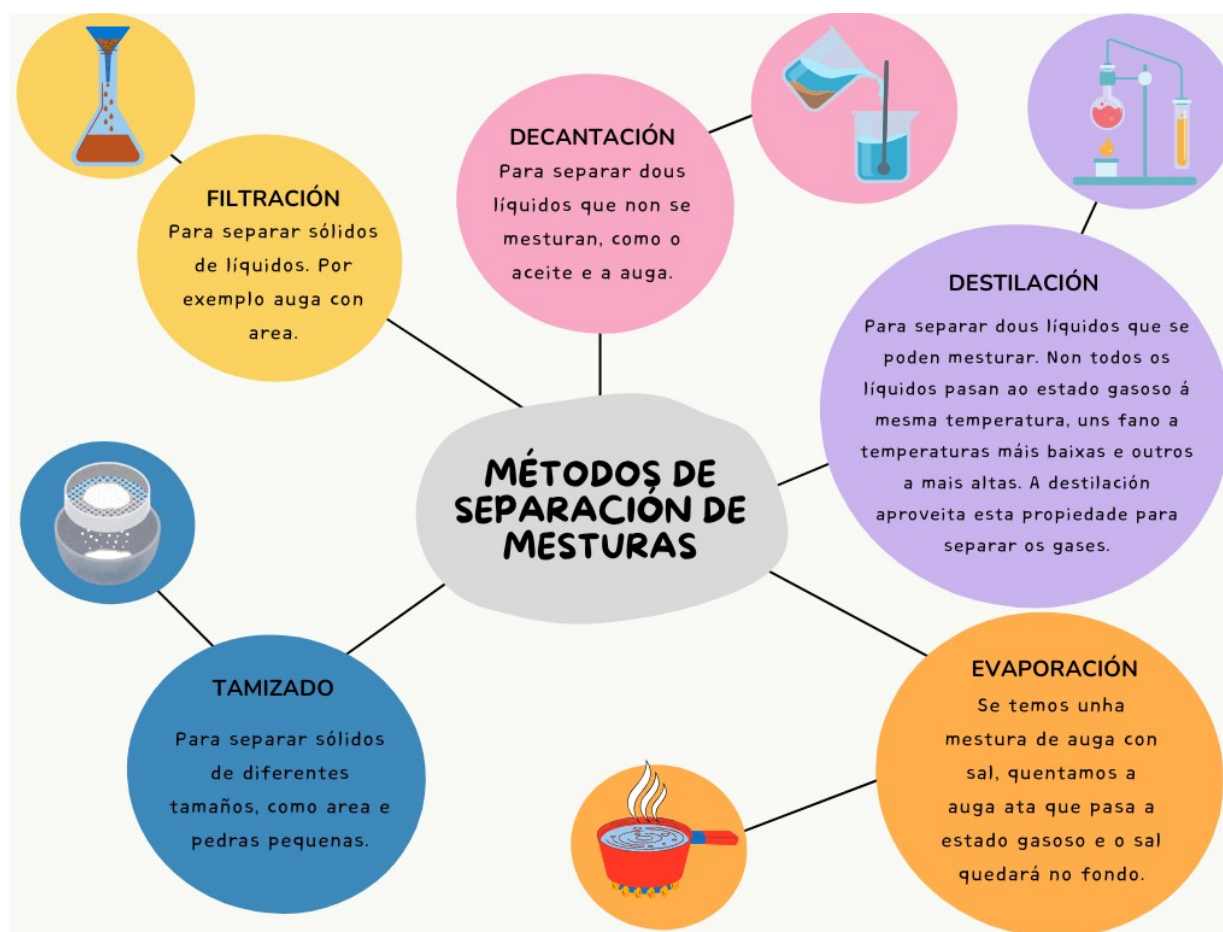 MÉTODOS DE
SEPARACIÓN DE
MESTURAS
FILTRACIÓN
Para separar sólidos
de líquidos. Por
exemplo auga con
area.
DECANTACIÓN
Para separar dous
líquidos que non se
mesturan, como o
aceite e a auga.
DESTILACIÓN
Para separar dous líquidos que se
poden mesturar. Non todos os
líquidos pasan ao estado gasoso á
mesma temperatura, uns fano a
temperaturas máis baixas e outros
a mais altas. A destilación
aproveita esta propiedade para
separar os gases.
TAMIZADO
Para separar sólidos
de diferentes
tamaños, como area e
pedras pequenas.
EVAPORACIÓN
Se temos unha
mestura de auga con
sal, quentamos a
auga ata que pasa a
estado gasoso e o sal
quedará no fondo.